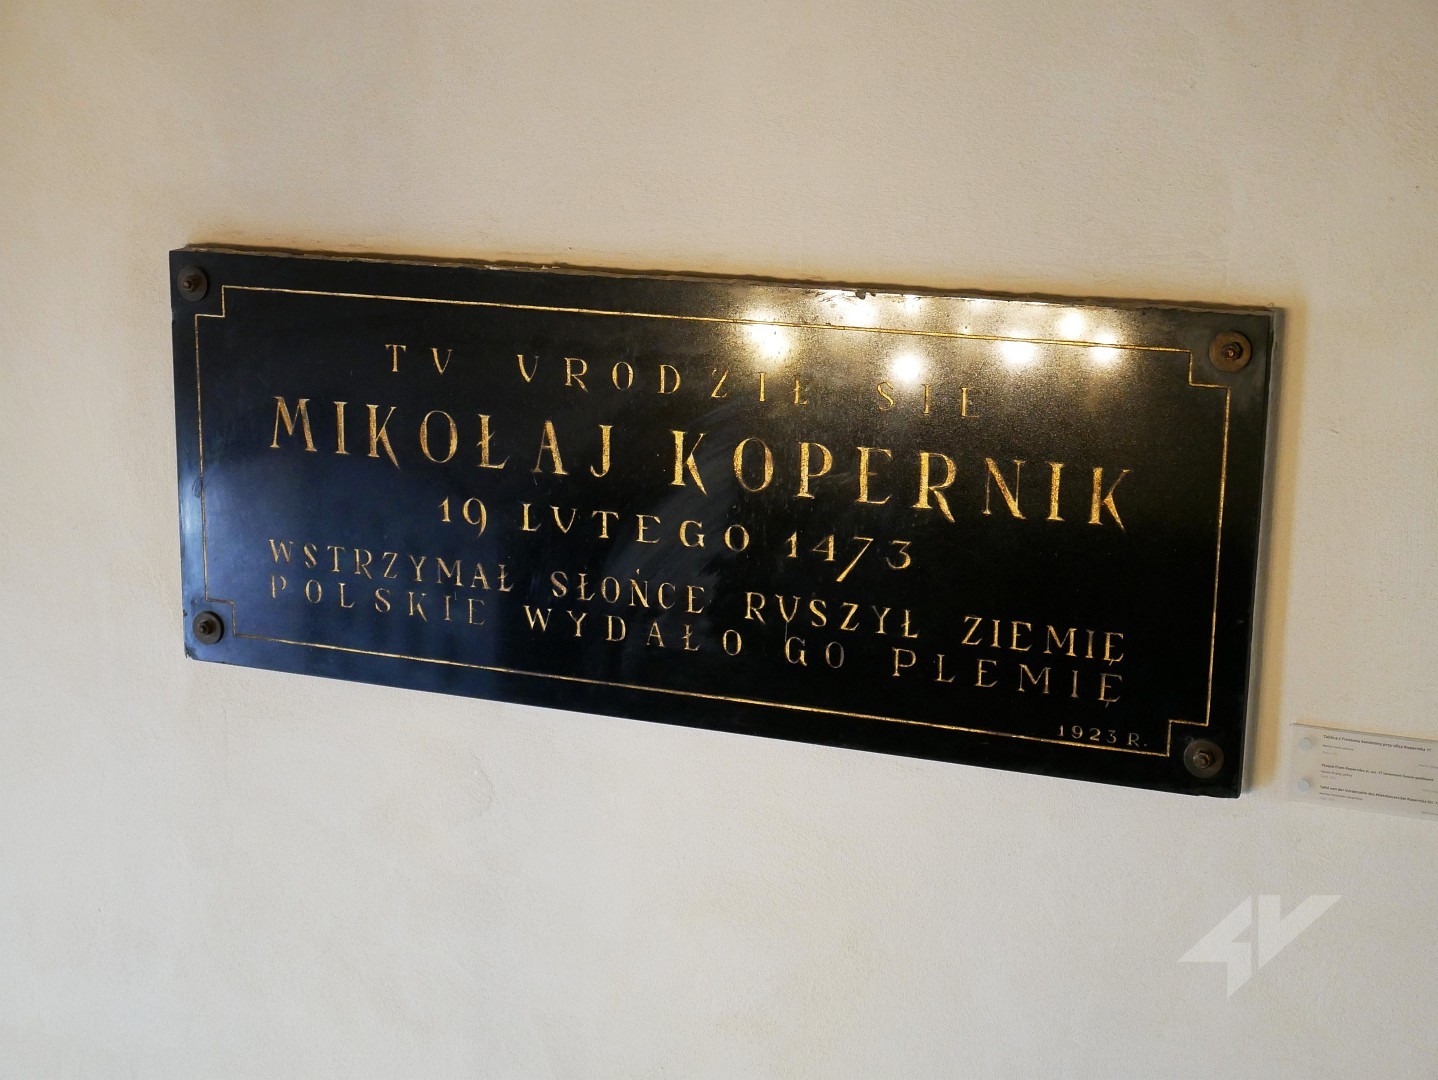 TV VRODZIŁ SIĘ
MIKOŁAJ KOPERNIK
19 LVTEGO 1473
WSTRZYMAŁ SŁOŃCE RVSZYŁ ZIEMIĘ
POLSKIE WYDAŁO GO PLEMIĘ
1923 R.